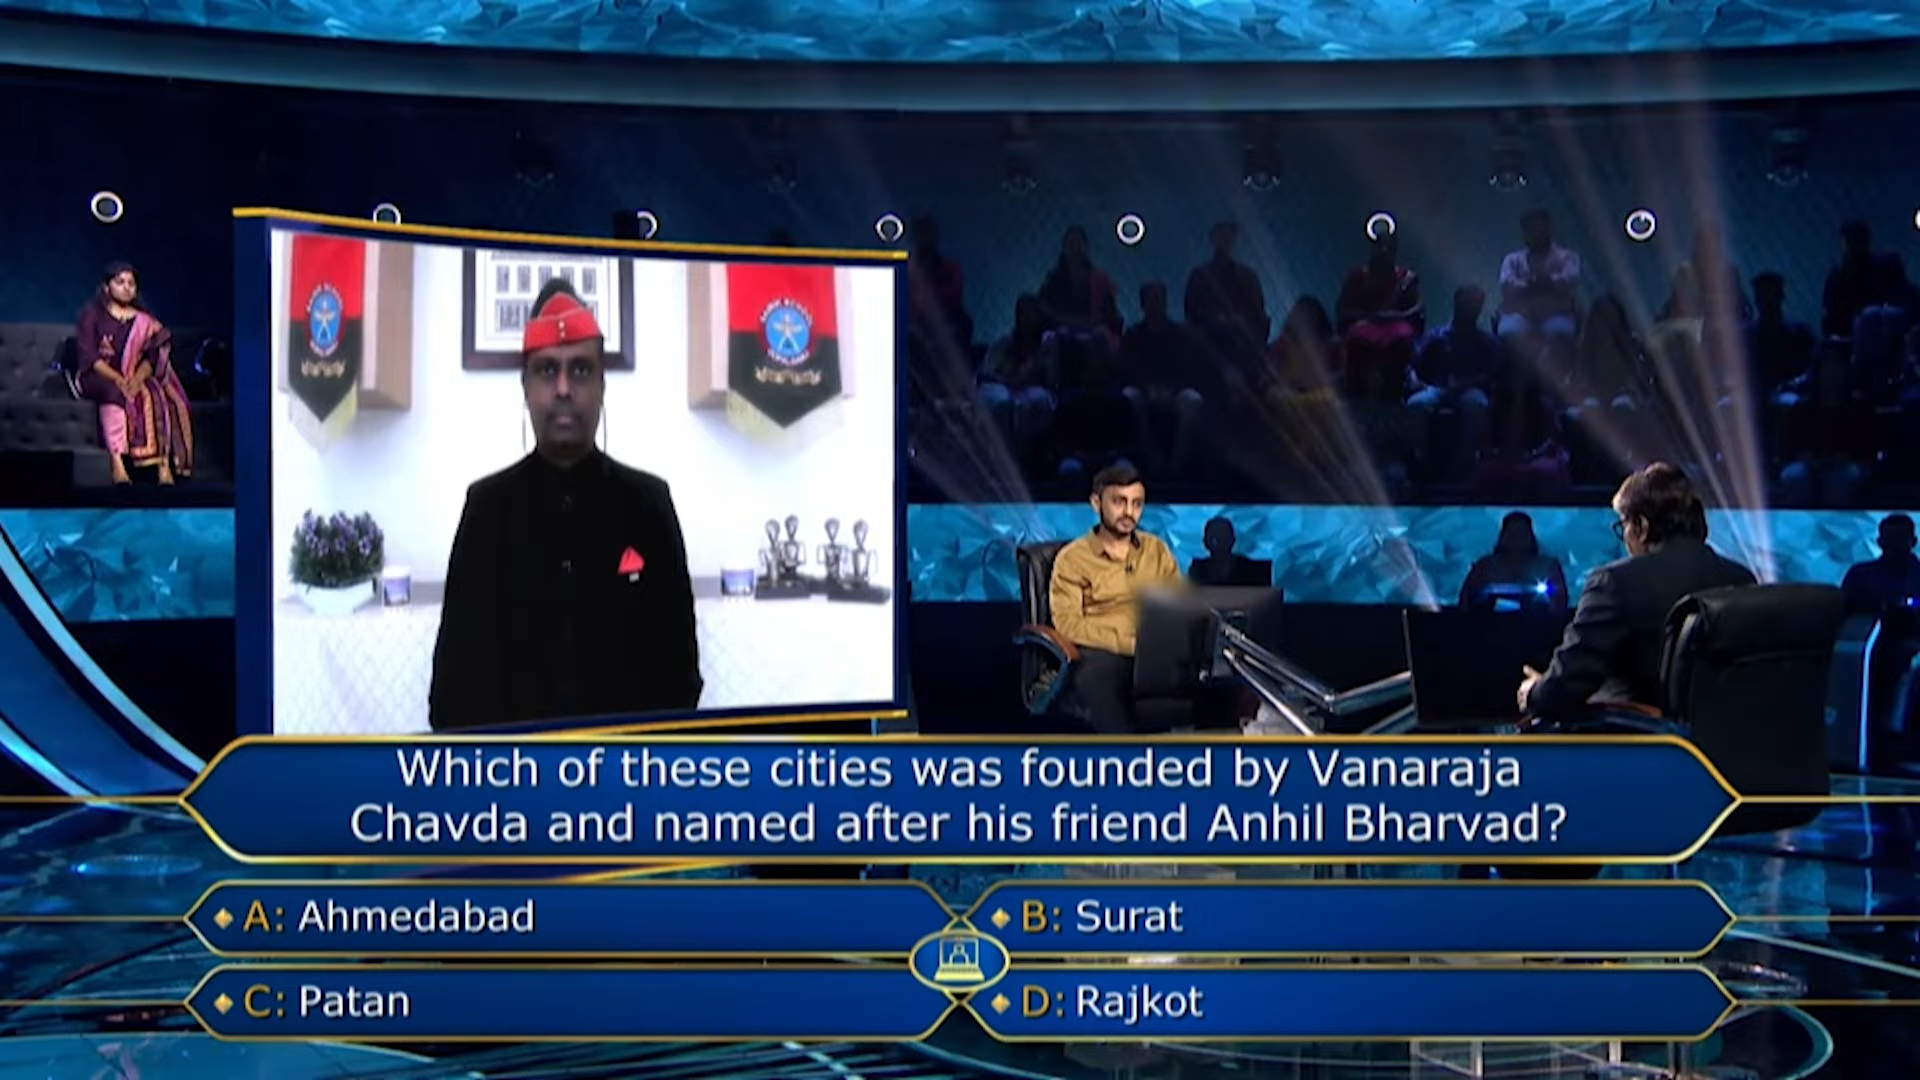 Which of these cities was founded by Vanaraja
Chavda and named after his friend Anhil Bharvad?
A: Ahmedabad
B: Surat
C: Patan
D: Rajkot